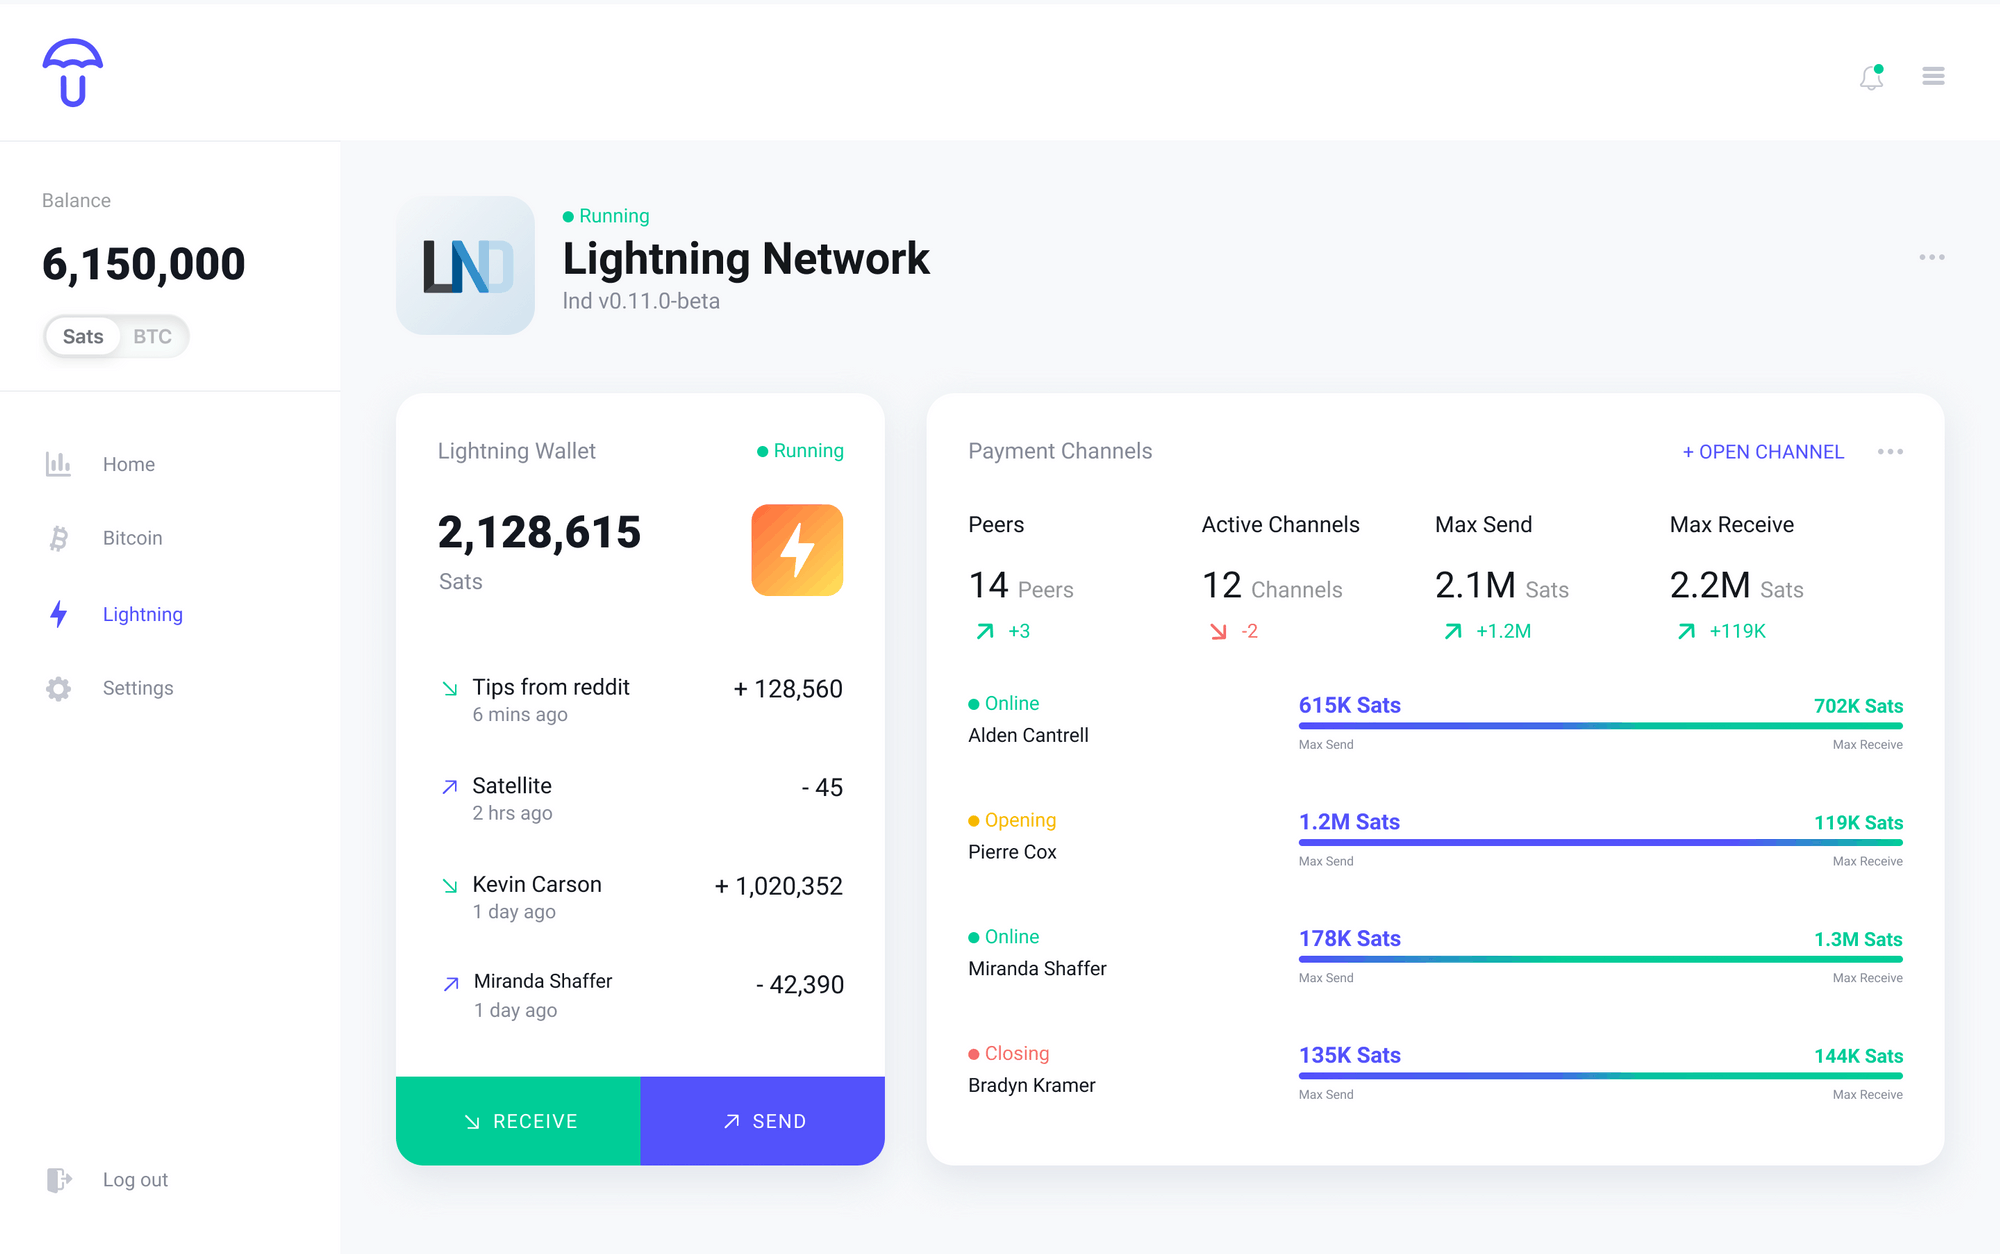 Balance
6,150,000
Sats BTC
Home
Bitcoin
Lightning
Settings
Log out
LND
Running
Lightning Network
lnd v0.11.0-beta
Lightning Wallet Running
2,128,615
Sats
Tips from reddit + 128,560
6 mins ago
Satellite - 45
2 hrs ago
Kevin Carson + 1,020,352
1 day ago
Miranda Shaffer - 42,390
1 day ago
RECEIVE SEND
Payment Channels + OPEN CHANNEL
Peers Active Channels Max Send Max Receive
14 Peers 12 Channels 2.1M Sats 2.2M Sats
+3 -2 +1.2M +119K
Online 615K Sats 702K Sats
Alden Cantrell Max Send Max Receive
Opening 1.2M Sats 119K Sats
Pierre Cox Max Send Max Receive
Online 178K Sats 1.3M Sats
Miranda Shaffer Max Send Max Receive
Closing 135K Sats 144K Sats
Bradyn Kramer Max Send Max Receive